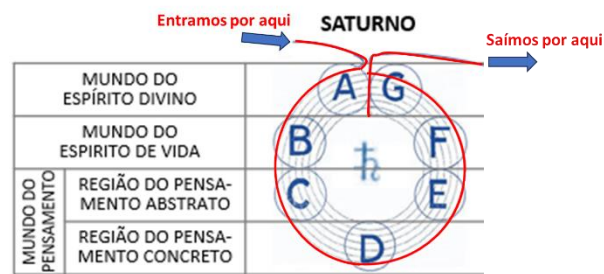 Entramos por aqui
SATURNO
Saímos por aqui
MUNDO DO
ESPÍRITO DIVINO
A G
MUNDO DO
ESPIRITO DE VIDA
B F
MUNDO DO
PENSAMENTO
REGIÃO DO PENSA-
MENTO ABSTRATO
C E
REGIÃO DO PENSA-
MENTO CONCRETO
D